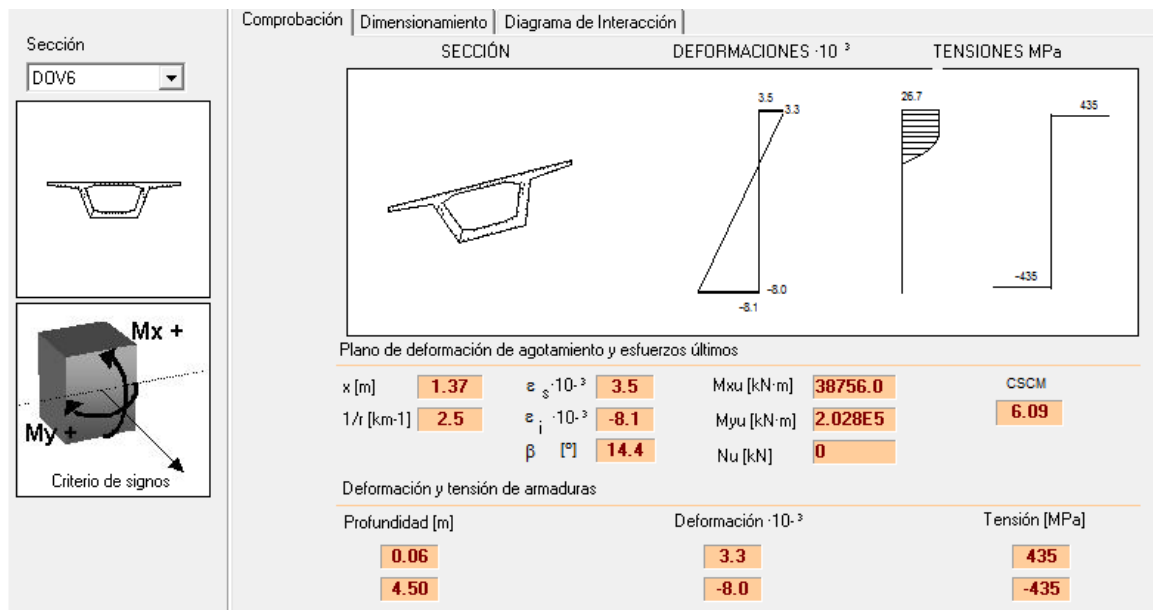 Comprobación Dimensionamiento Diagrama de Interacción
Sección
DOV6
SECCIÓN DEFORMACIONES ·10 ³ TENSIONES MPa
3.5
3.3
-8.0
-8.1
26.7
435
-435
Mx +
My +
Criterio de signos
Plano de deformación de agotamiento y esfuerzos últimos
x [m] 1.37 ε s ·10- ³ 3.5 Mxu [kN·m] 38756.0 CSCM
1/r [km-1] 2.5 ε i ·10- ³ -8.1 Myu [kN·m] 2.028E5 6.09
β [º] 14.4 Nu [kN] 0
Deformación y tensión de armaduras
Profundidad [m] Deformación ·10- ³ Tensión [MPa]
0.06 3.3 435
4.50 -8.0 -435